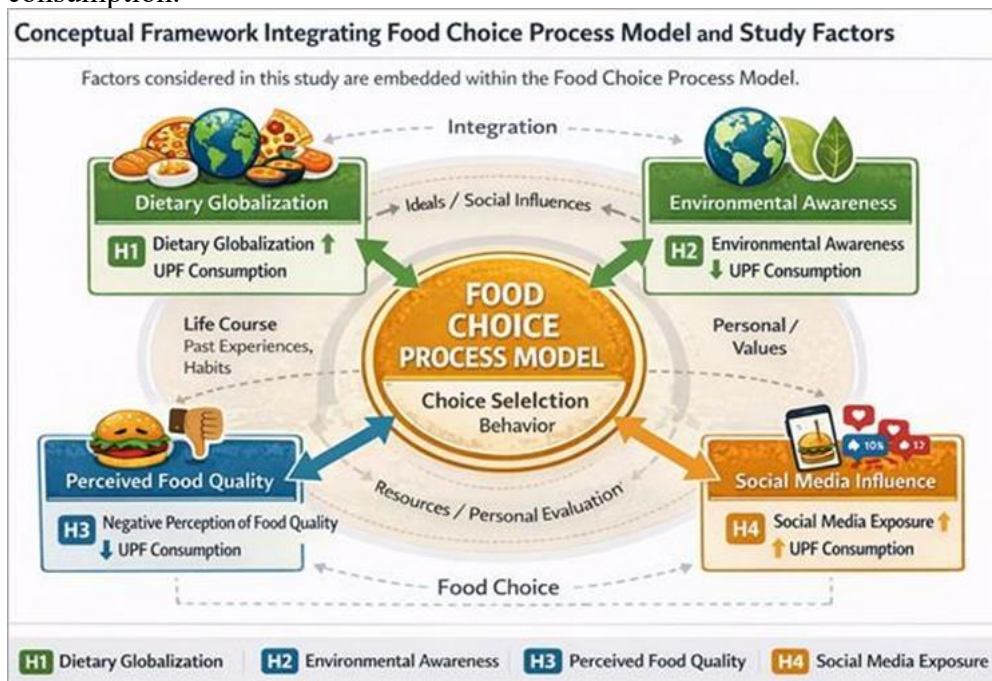 consumption.
Conceptual Framework Integrating Food Choice Process Model and Study Factors
Factors considered in this study are embedded within the Food Choice Process Model.
Integration
Dietary Globalization
H1 Dietary Globalization ↑
UPF Consumption
Environmental Awareness
H2 Environmental Awareness
↓ UPF Consumption
Ideals / Social Influences
FOOD
CHOICE
PROCESS MODEL
Choice Selelction
Behavior
Life Course
Past Experiences,
Habits
Personal /
Values
Perceived Food Quality
H3 Negative Perception of Food Quality
↓ UPF Consumption
Resources / Personal Evaluation
Social Media Influence
H4 Social Media Exposure ↑
↑ UPF Consumption
Food Choice
H1 Dietary Globalization
H2 Environmental Awareness
H3 Perceived Food Quality
H4 Social Media Exposure